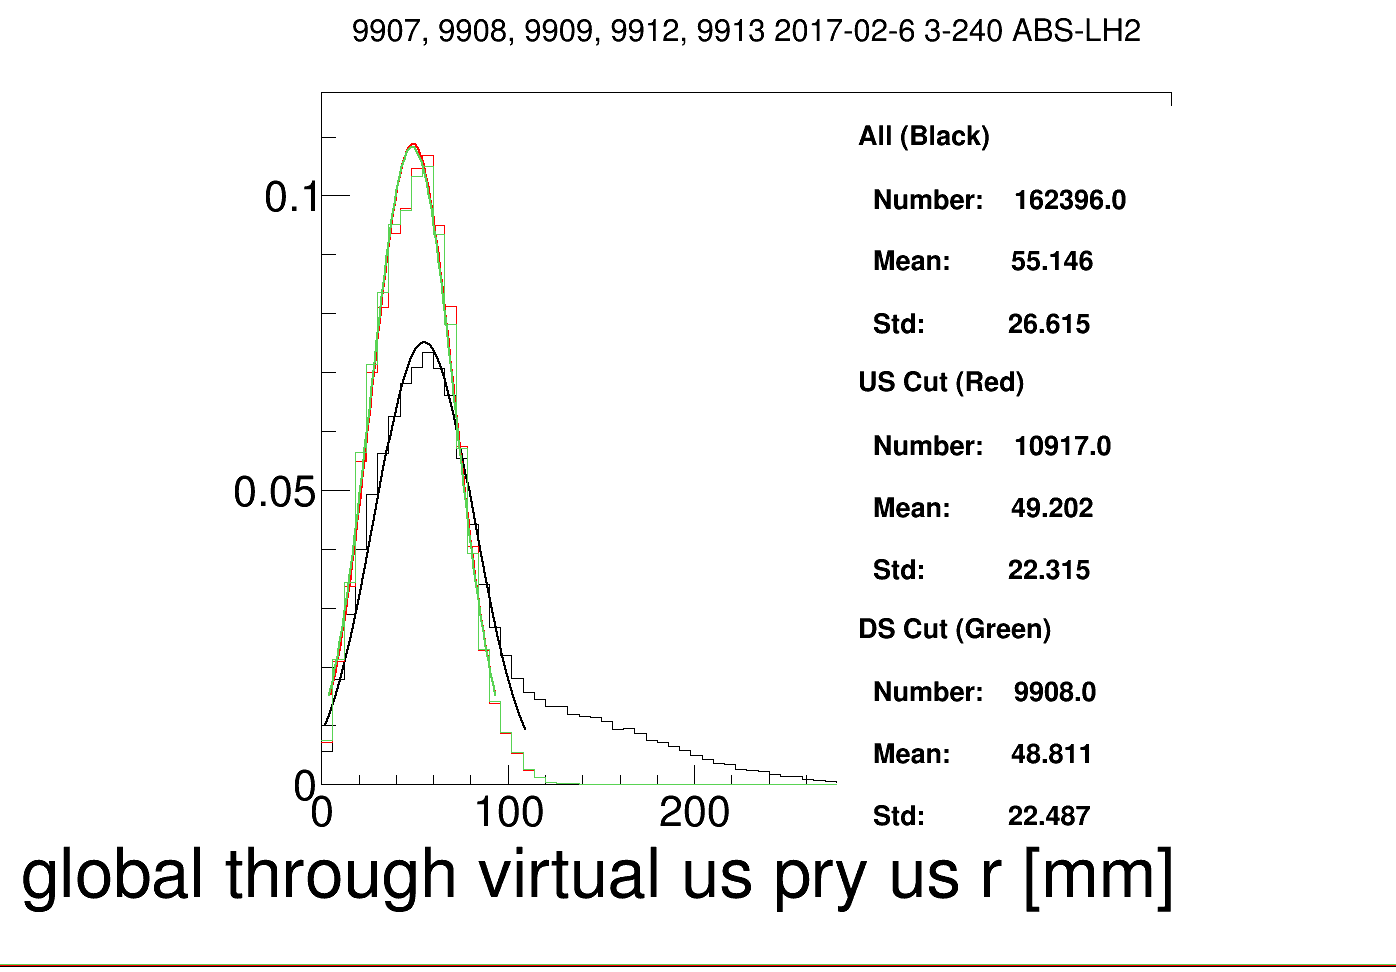 9907, 9908, 9909, 9912, 9913 2017-02-6 3-240 ABS-LH2
All (Black)
Number: 162396.0
Mean: 55.146
Std: 26.615
US Cut (Red)
Number: 10917.0
Mean: 49.202
Std: 22.315
DS Cut (Green)
Number: 9908.0
Mean: 48.811
Std: 22.487
0.1
0.05
0
0 100 200
global through virtual us pry us r [mm]